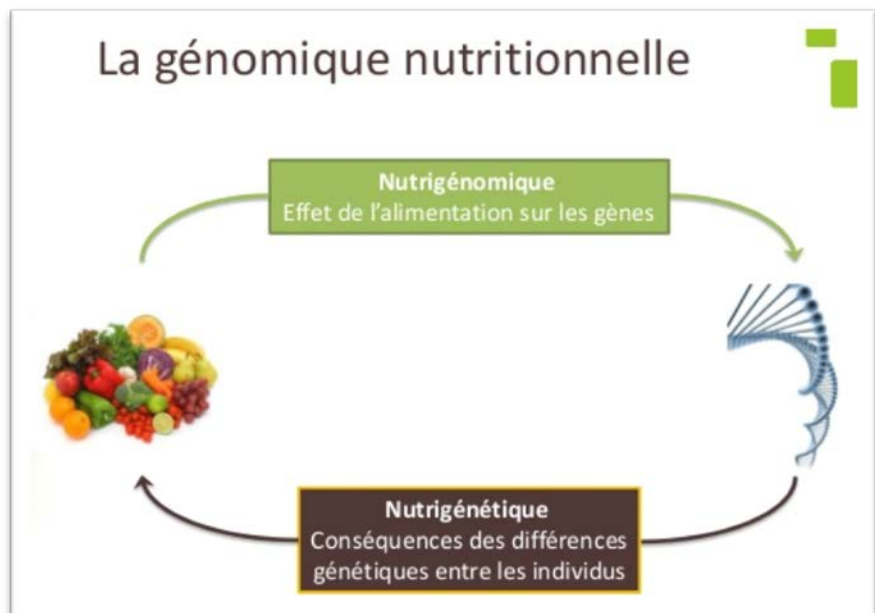 La génomique nutritionnelle
Nutrigénomique
Effet de l'alimentation sur les gènes
Nutrigénétique
Conséquences des différences
génétiques entre les individus